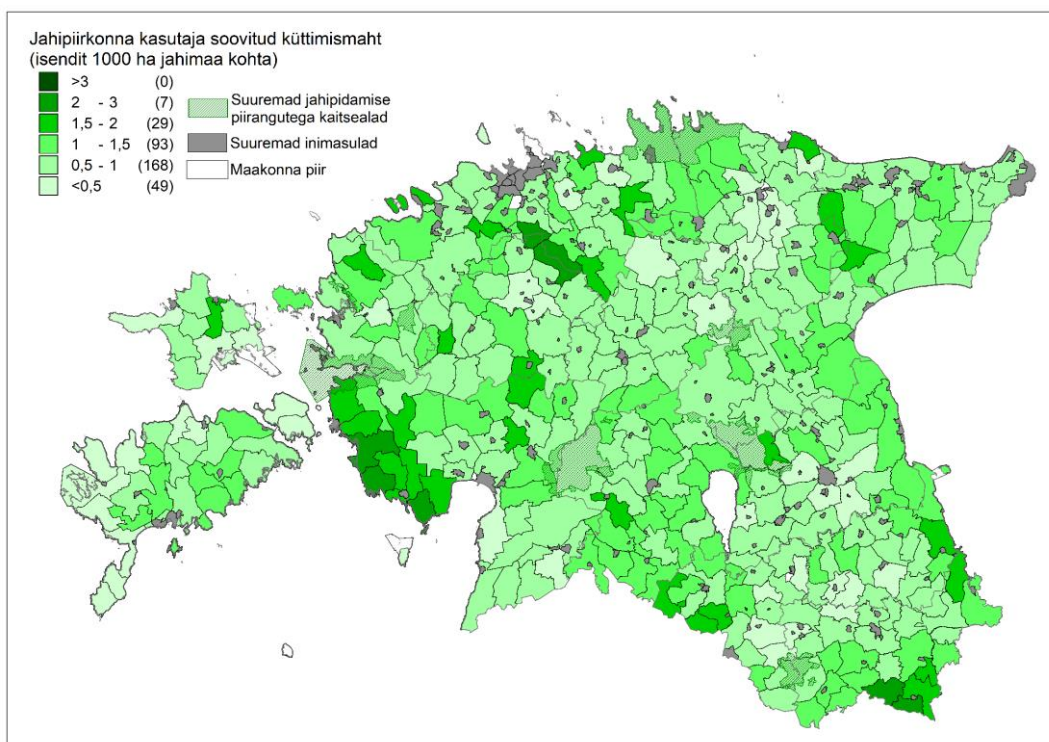 Jahipiirkonna kasutaja soovitud küttimismaht
(isendit 1000 ha jahimaa kohta)
>3 (0)
2 - 3 (7)
1,5 - 2 (29)
1 - 1,5 (93)
0,5 - 1 (168)
<0,5 (49)
Suuremad jahipidamise
piirangutega kaitsealad
Suuremad inimasulad
Maakonna piir